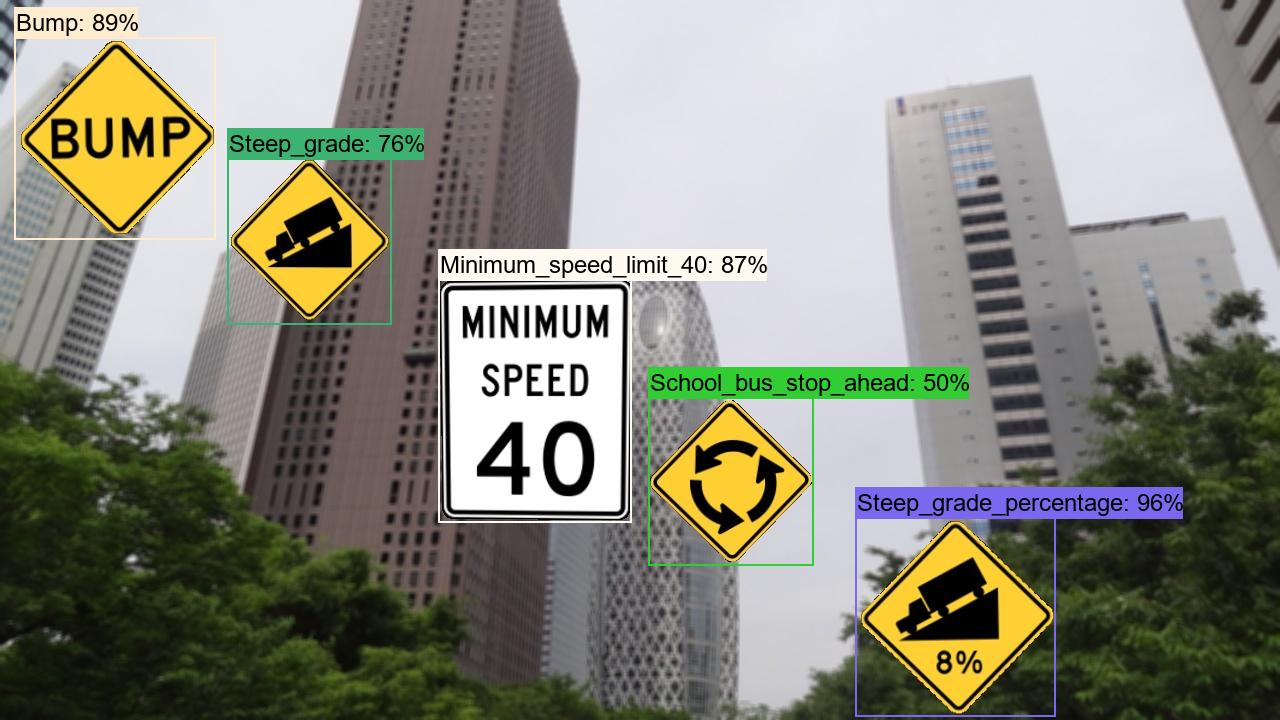 Bump: 89%
BUMP
Steep_grade: 76%
Minimum_speed_limit_40: 87%
MINIMUM
SPEED
40
School_bus_stop_ahead: 50%
Steep_grade_percentage: 96%
8%